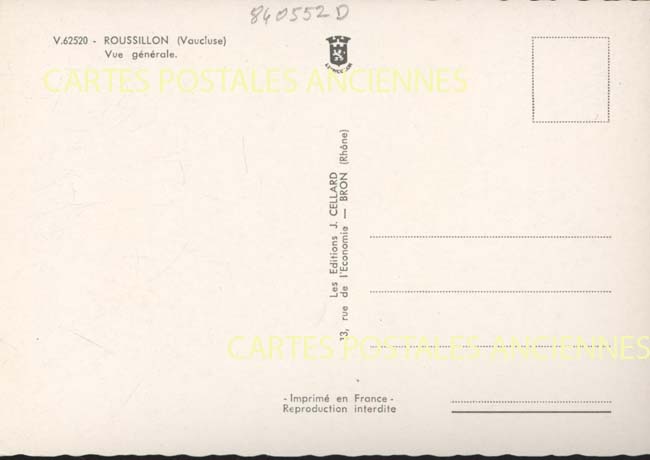 840552D
V.62520 - ROUSSILLON (Vaucluse)
Vue générale.
CARTES POSTALES ANCIENNES
Les Editions J. CELLARD
13, rue de l'Economie — BRON (Rhône)
CARTES POSTALES ANCIENNES
- Imprimé en France -
Reproduction interdite